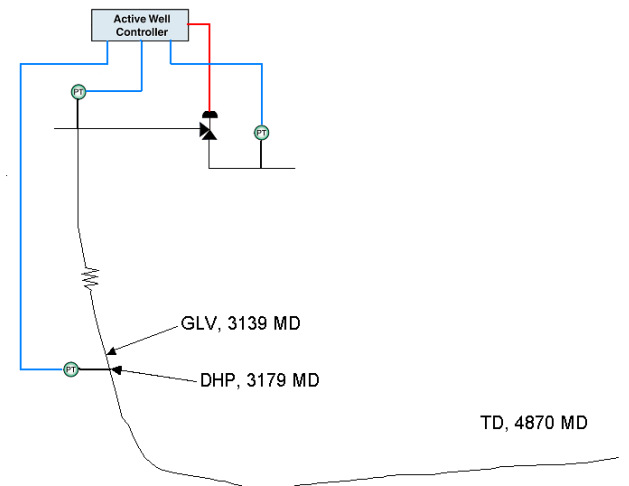 Active Well
Controller
PT
PT
GLV, 3139 MD
PT
DHP, 3179 MD
TD, 4870 MD